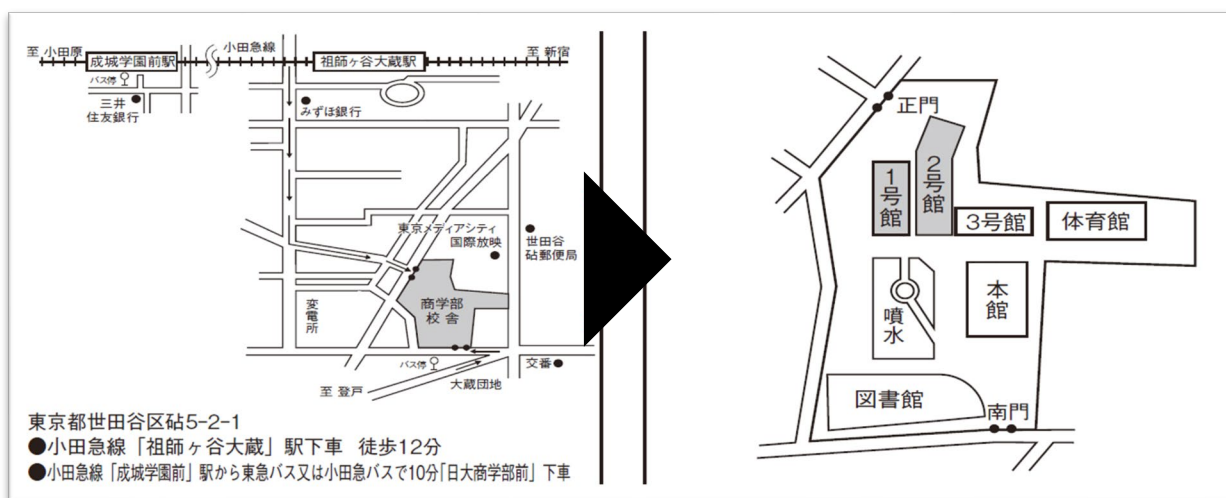 至 小田原
成城学園前駅
小田急線
祖師ヶ谷大蔵駅
至 新宿
バス停
三井
住友銀行
みずほ銀行
東京メディアシティ
国際放映
世田谷
砧郵便局
変電所
商学部
校舎
バス停
交番
大蔵団地
至 登戸
東京都世田谷区砧5-2-1
●小田急線「祖師ヶ谷大蔵」駅下車 徒歩12分
●小田急線「成城学園前」駅から東急バス又は小田急バスで10分「日大商学部前」下車
正門
1号館
2号館
3号館
体育館
噴水
本館
図書館
南門